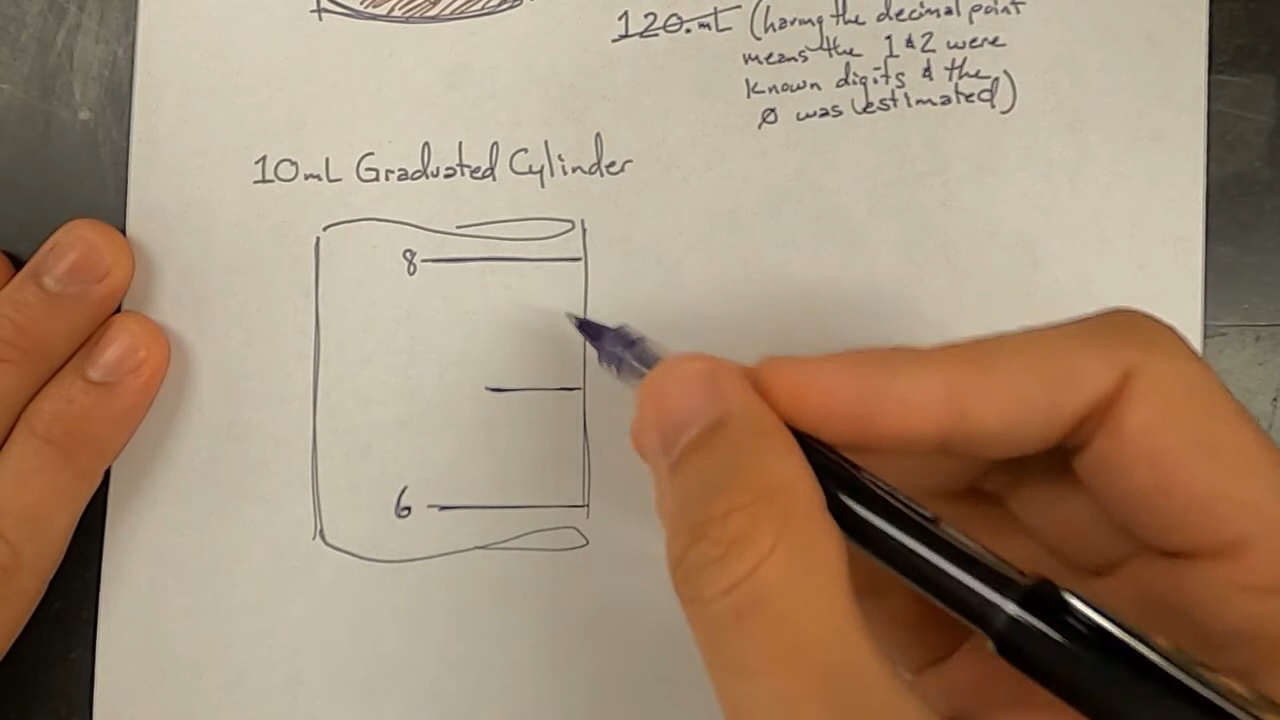 120.mL (having the decimal point
means the 1 & 2 were
known digits & the
0 was estimated)
10mL Graduated Cylinder
8
6